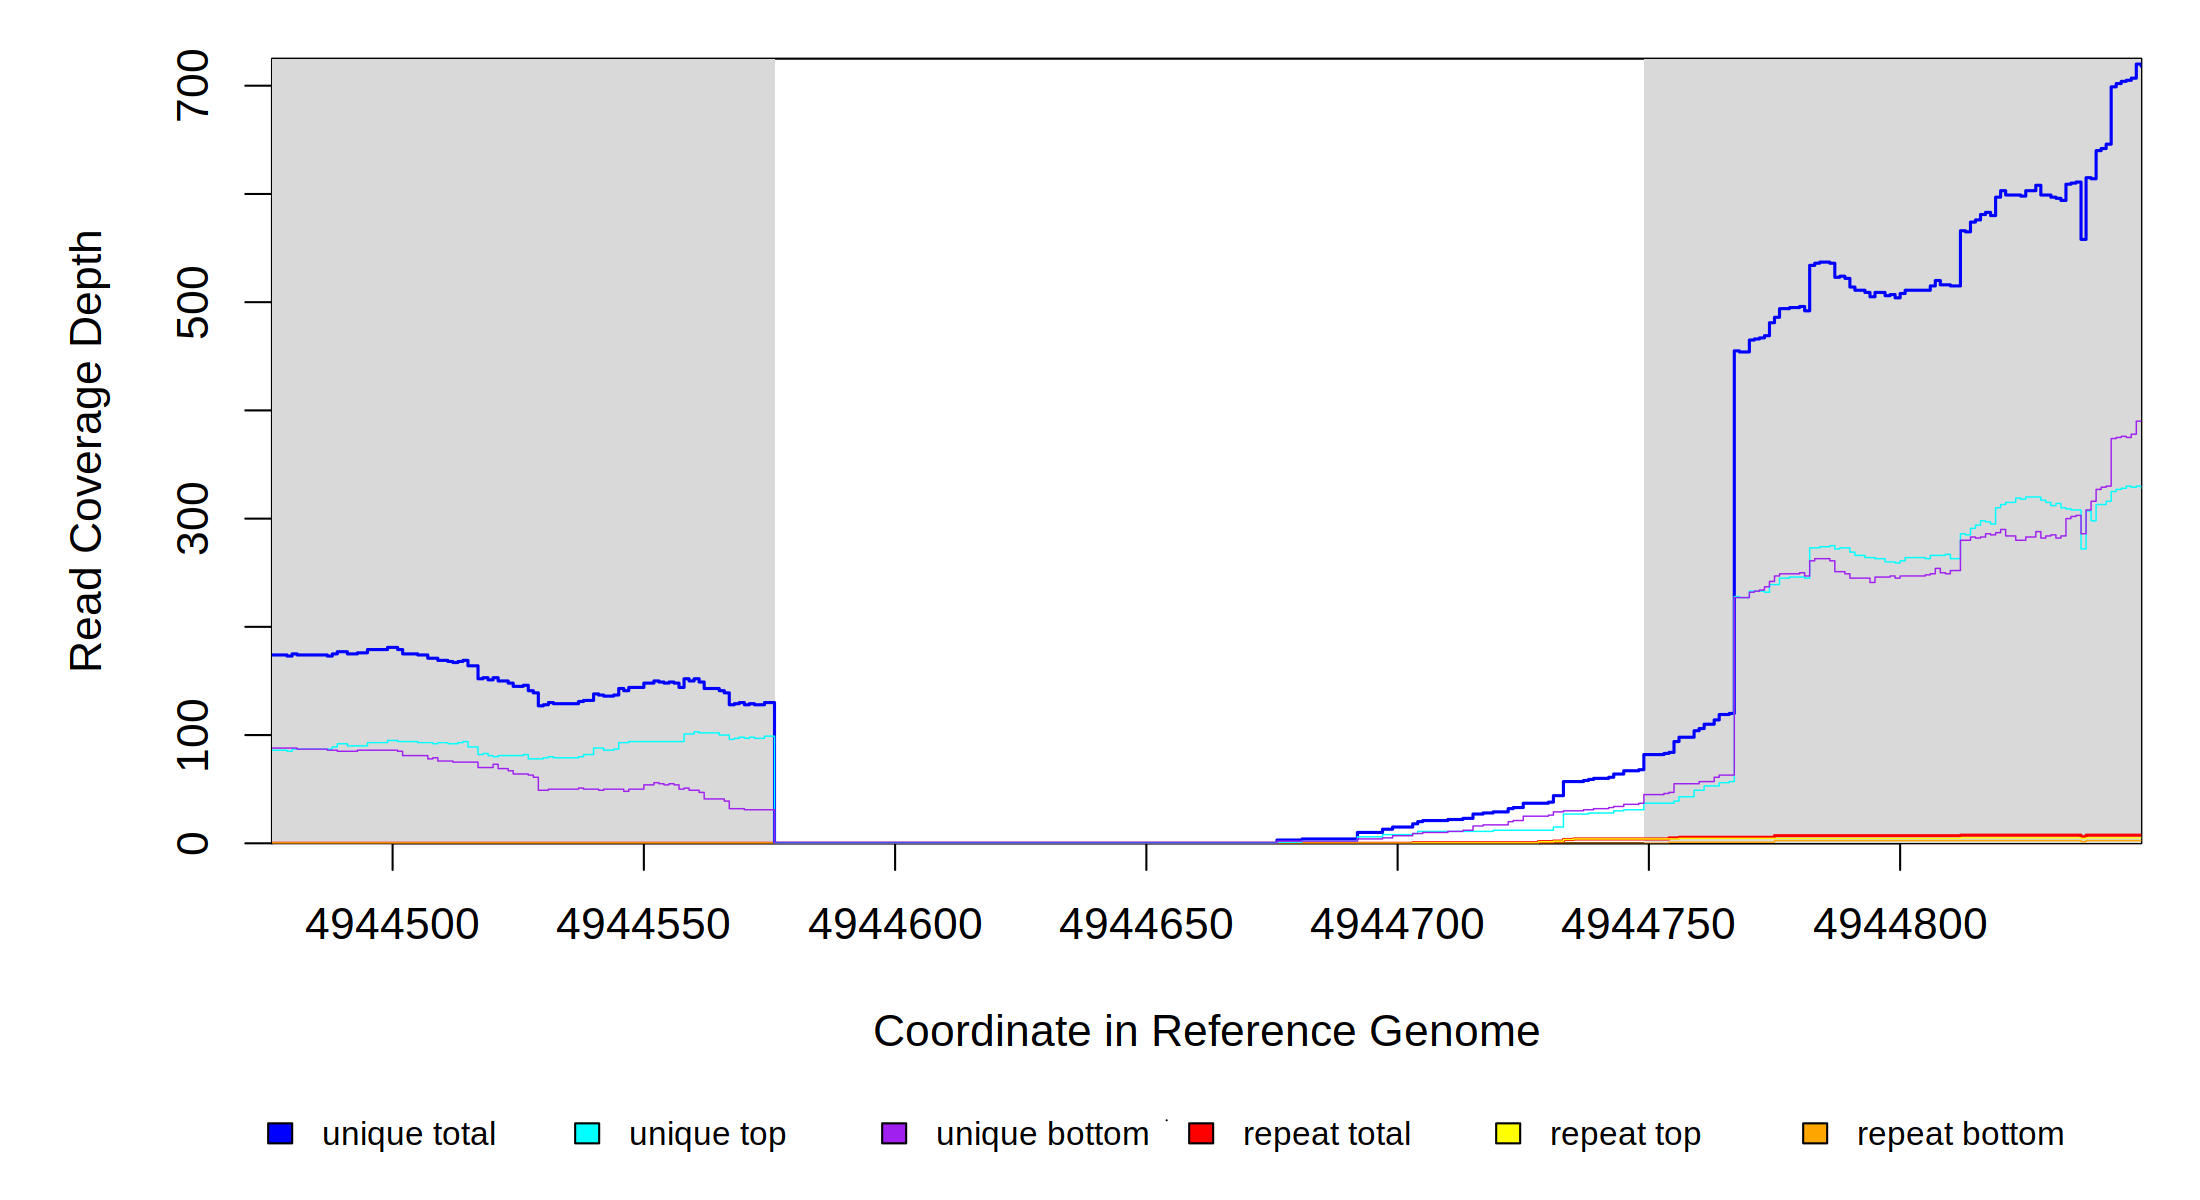 Read Coverage Depth
700
500
300
100
0
4944500 4944550 4944600 4944650 4944700 4944750 4944800
Coordinate in Reference Genome
unique total unique top unique bottom repeat total repeat top repeat bottom